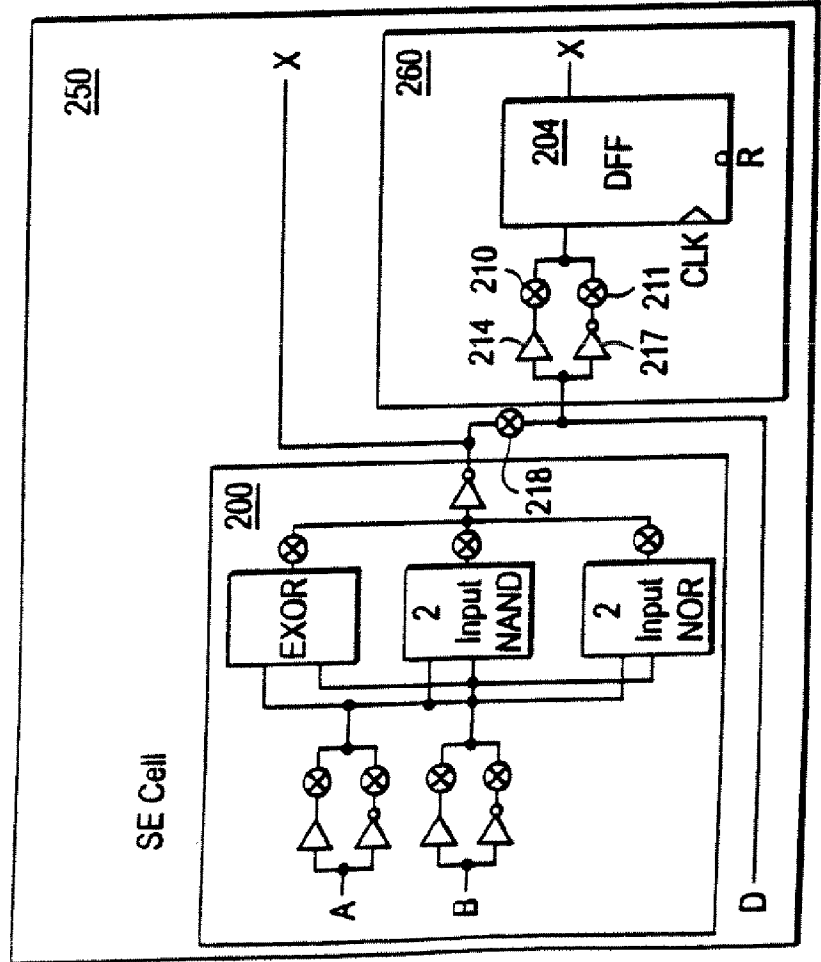 SE Cell
250
X
200
A
B
EXOR
2
Input
NAND
2
Input
NOR
218
D
260
214
210
217
211
204
DFF
X
CLK
R